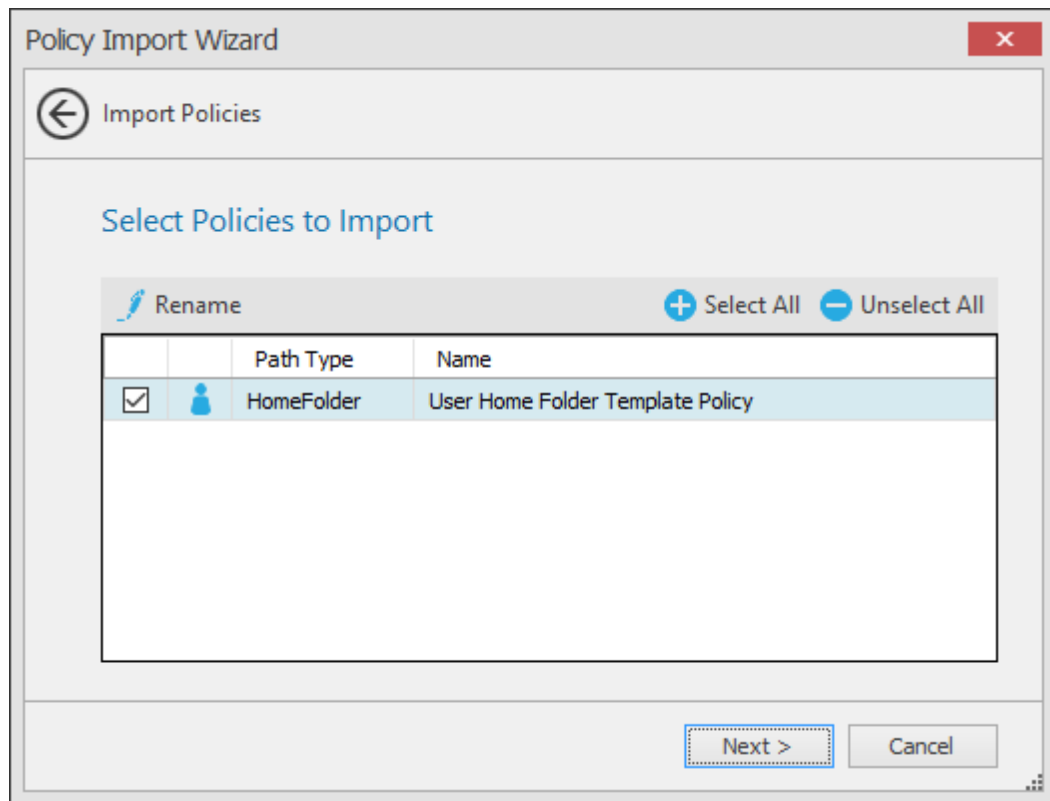 Policy Import Wizard
Import Policies
Select Policies to Import
Rename Select All Unselect All
Path Type Name
HomeFolder User Home Folder Template Policy
Next > Cancel